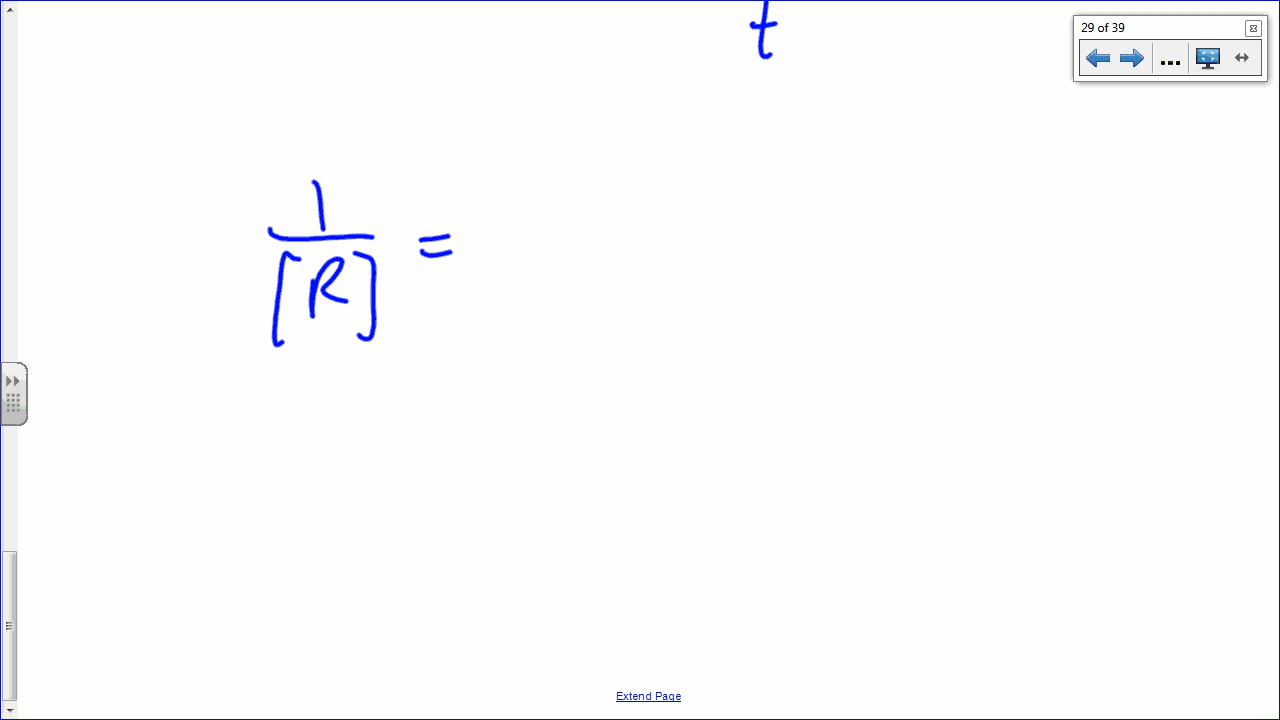 t
29 of 39
1/[R] =
Extend Page